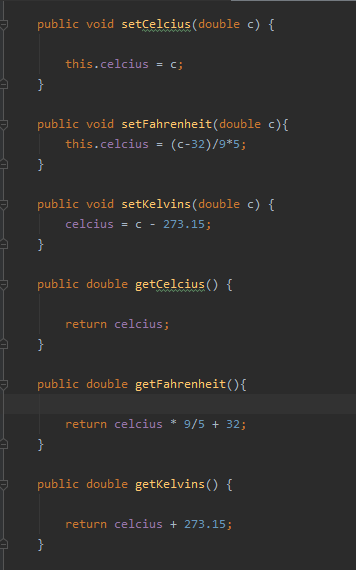 public void setCelcius(double c) {
this.celcius = c;
}
public void setFahrenheit(double c){
this.celcius = (c-32)/9*5;
}
public void setKelvins(double c) {
celcius = c - 273.15;
}
public double getCelcius() {
return celcius;
}
public double getFahrenheit(){
return celcius * 9/5 + 32;
}
public double getKelvins() {
return celcius + 273.15;
}